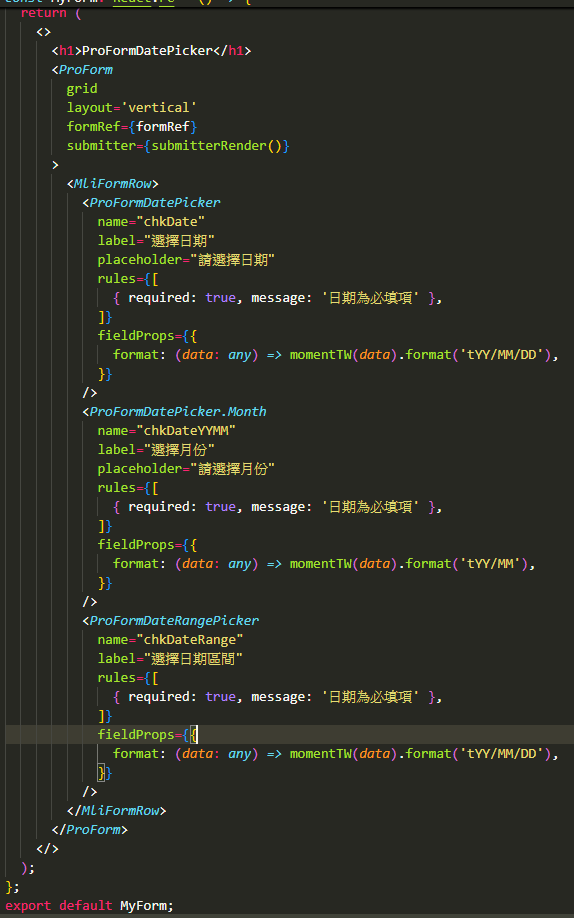 const MyForm: React.FC = () => {
return (
<>
<h1>ProFormDatePicker</h1>
<ProForm
grid
layout='vertical'
formRef={formRef}
submitter={submitterRender()}
>
<MliFormRow>
<ProFormDatePicker
name="chkDate"
label="選擇日期"
placeholder="請選擇日期"
rules={[
{ required: true, message: '日期為必填項' },
]}
fieldProps={{
format: (data: any) => momentTW(data).format('tYY/MM/DD'),
}}
/>
<ProFormDatePicker.Month
name="chkDateYYMM"
label="選擇月份"
placeholder="請選擇月份"
rules={[
{ required: true, message: '日期為必填項' },
]}
fieldProps={{
format: (data: any) => momentTW(data).format('tYY/MM'),
}}
/>
<ProFormDateRangePicker
name="chkDateRange"
label="選擇日期區間"
rules={[
{ required: true, message: '日期為必填項' },
]}
fieldProps={{
format: (data: any) => momentTW(data).format('tYY/MM/DD'),
}}
/>
</MliFormRow>
</ProForm>
</>
);
};
export default MyForm;